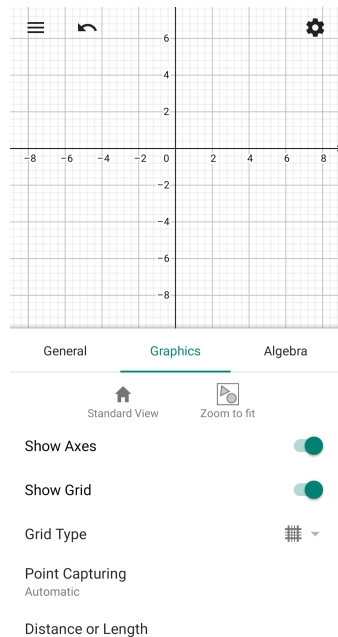 6
4
2
−8 −6 −4 −2 0 2 4 6 8
−2
−4
−6
−8
General Graphics Algebra
Standard View Zoom to fit
Show Axes
Show Grid
Grid Type
Point Capturing
Automatic
Distance or Length